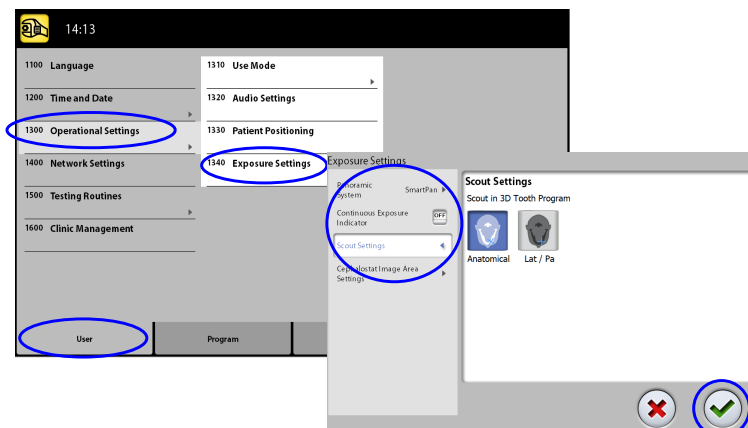 14:13
1100 Language
1200 Time and Date
1300 Operational Settings
1400 Network Settings
1500 Testing Routines
1600 Clinic Management
1310 Use Mode
1320 Audio Settings
1330 Patient Positioning
1340 Exposure Settings
User
Program
Exposure Settings
Panoramic
System
SmartPan
Continuous Exposure
Indicator
OFF
Scout Settings
Cephalostat Image Area
Settings
Scout Settings
Scout in 3D Tooth Program
Anatomical
Lat / Pa